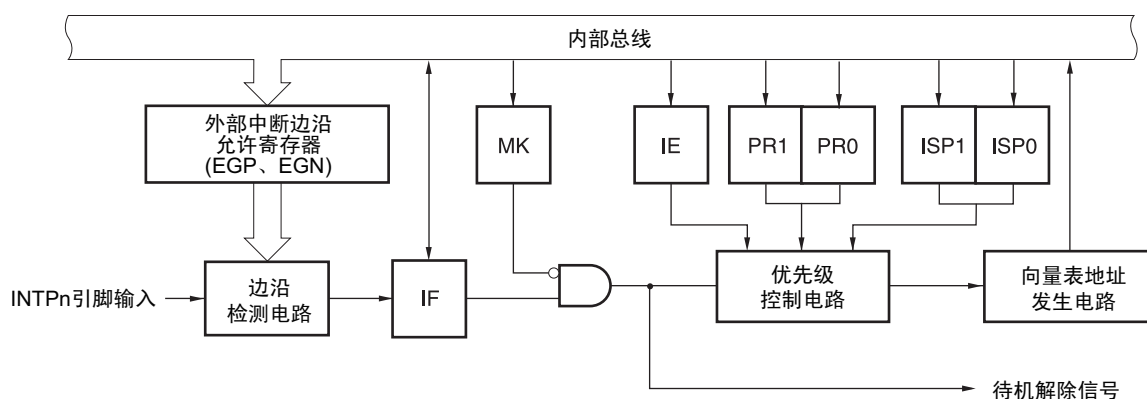 内部总线
外部中断边沿
允许寄存器
(EGP、EGN)
MK
IE
PR1
PR0
ISP1
ISP0
INTPn引脚输入
边沿
检测电路
IF
优先级
控制电路
向量表地址
发生电路
待机解除信号